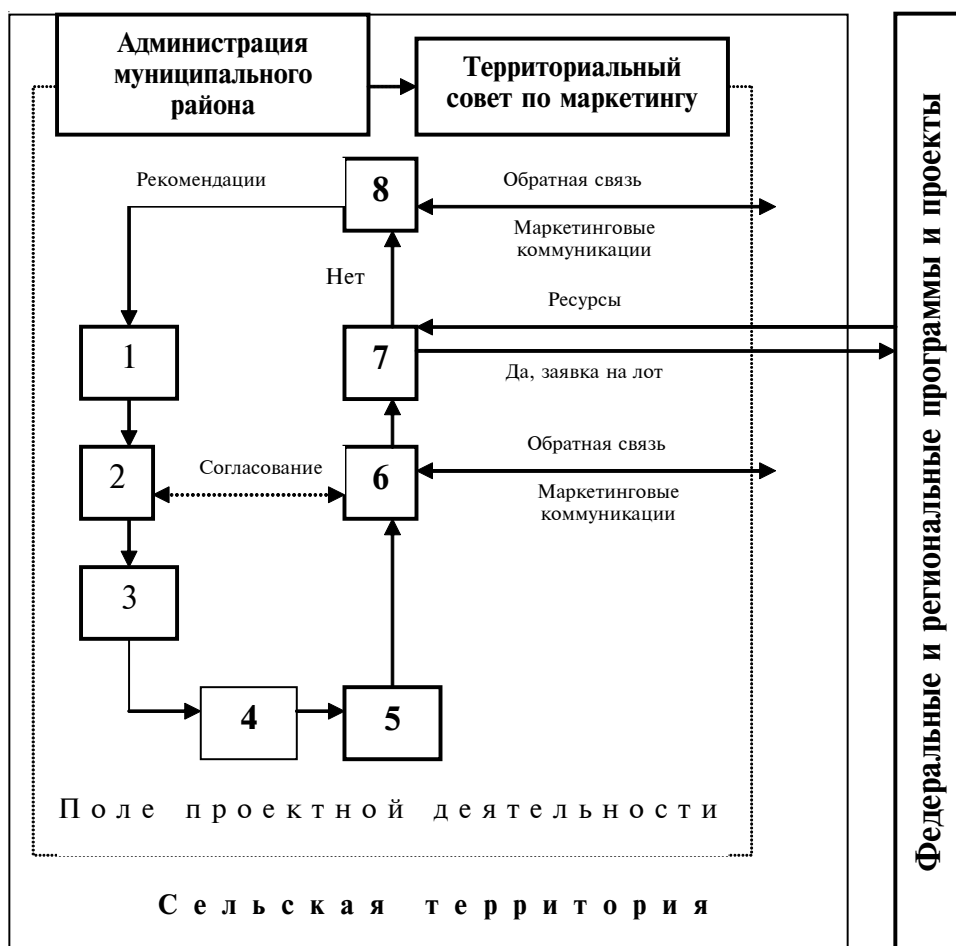 Администрация
муниципального
района
Территориальный
совет по маркетингу
Рекомендации
8
Обратная связь
Маркетинговые
коммуникации
Нет
Ресурсы
1
7
Да, заявка на лот
2
Согласование
6
Обратная связь
Маркетинговые
коммуникации
3
4
5
Поле проектной деятельности
Сельская территория
Федеральные и региональные программы и проекты